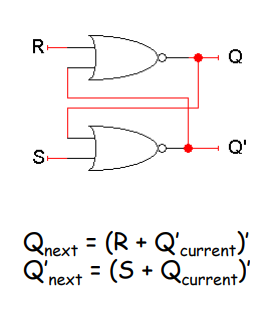 R
Q
S
Q'
Qnext = (R + Q'current)'
Q'next = (S + Qcurrent)'